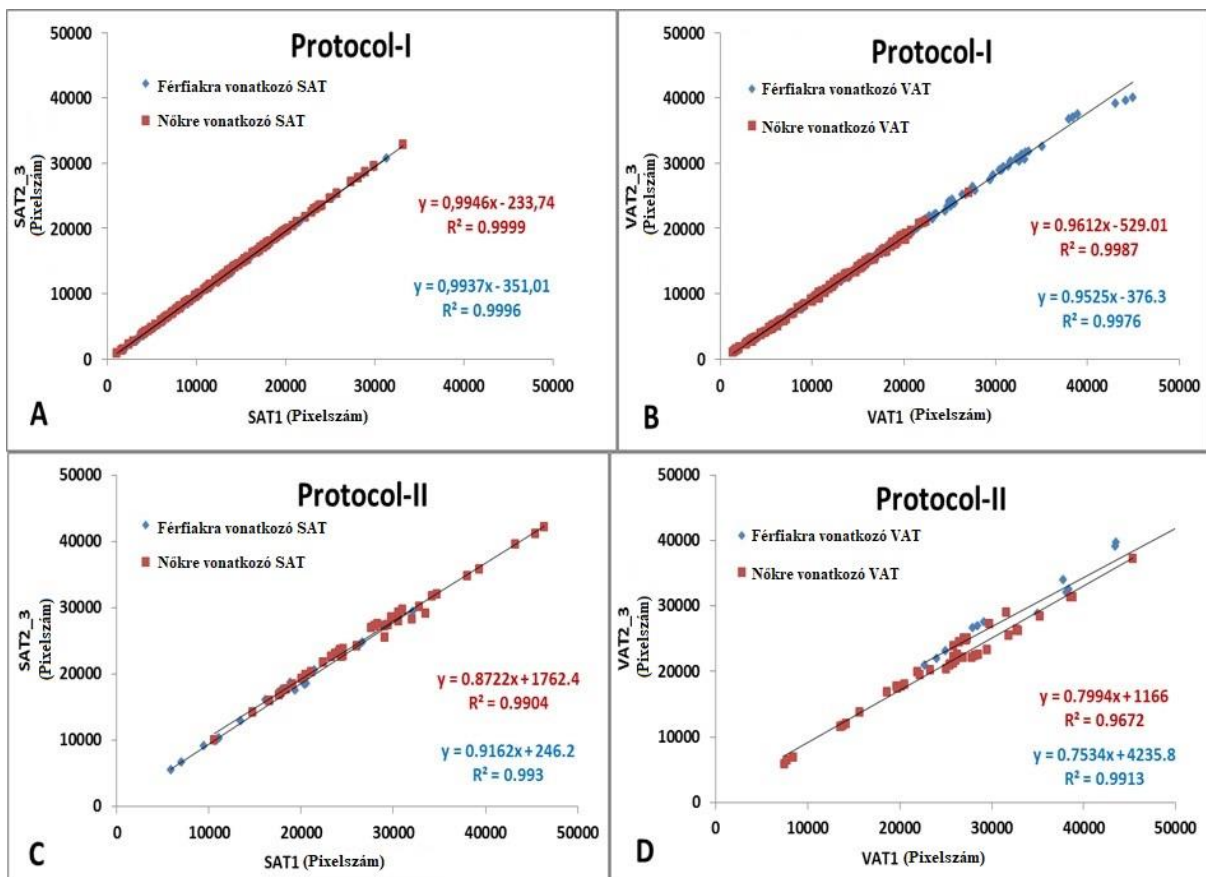 Protocol-I
Férfiakra vonatkozó SAT
Nőkre vonatkozó SAT
50000
40000
30000
20000
10000
0
SAT2_3
(Pixelszám)
y = 0,9946x - 233,74
R² = 0.9999
y = 0,9937x - 351,01
R² = 0.9996
0 10000 20000 30000 40000 50000
SAT1 (Pixelszám)
A
Protocol-I
Férfiakra vonatkozó VAT
Nőkre vonatkozó VAT
50000
40000
30000
20000
10000
0
VAT2_3
(Pixelszám)
y = 0.9612x - 529.01
R² = 0.9987
y = 0.9525x - 376.3
R² = 0.9976
0 10000 20000 30000 40000 50000
VAT1 (Pixelszám)
B
Protocol-II
Férfiakra vonatkozó SAT
Nőkre vonatkozó SAT
50000
40000
30000
20000
10000
0
SAT2_3
(Pixelszám)
y = 0.8722x + 1762.4
R² = 0.9904
y = 0.9162x + 246.2
R² = 0.993
0 10000 20000 30000 40000 50000
SAT1 (Pixelszám)
C
Protocol-II
Férfiakra vonatkozó VAT
Nőkre vonatkozó VAT
50000
40000
30000
20000
10000
0
VAT2_3
(Pixelszám)
y = 0.7994x + 1166
R² = 0.9672
y = 0.7534x + 4235.8
R² = 0.9913
0 10000 20000 30000 40000 50000
VAT1 (Pixelszám)
D